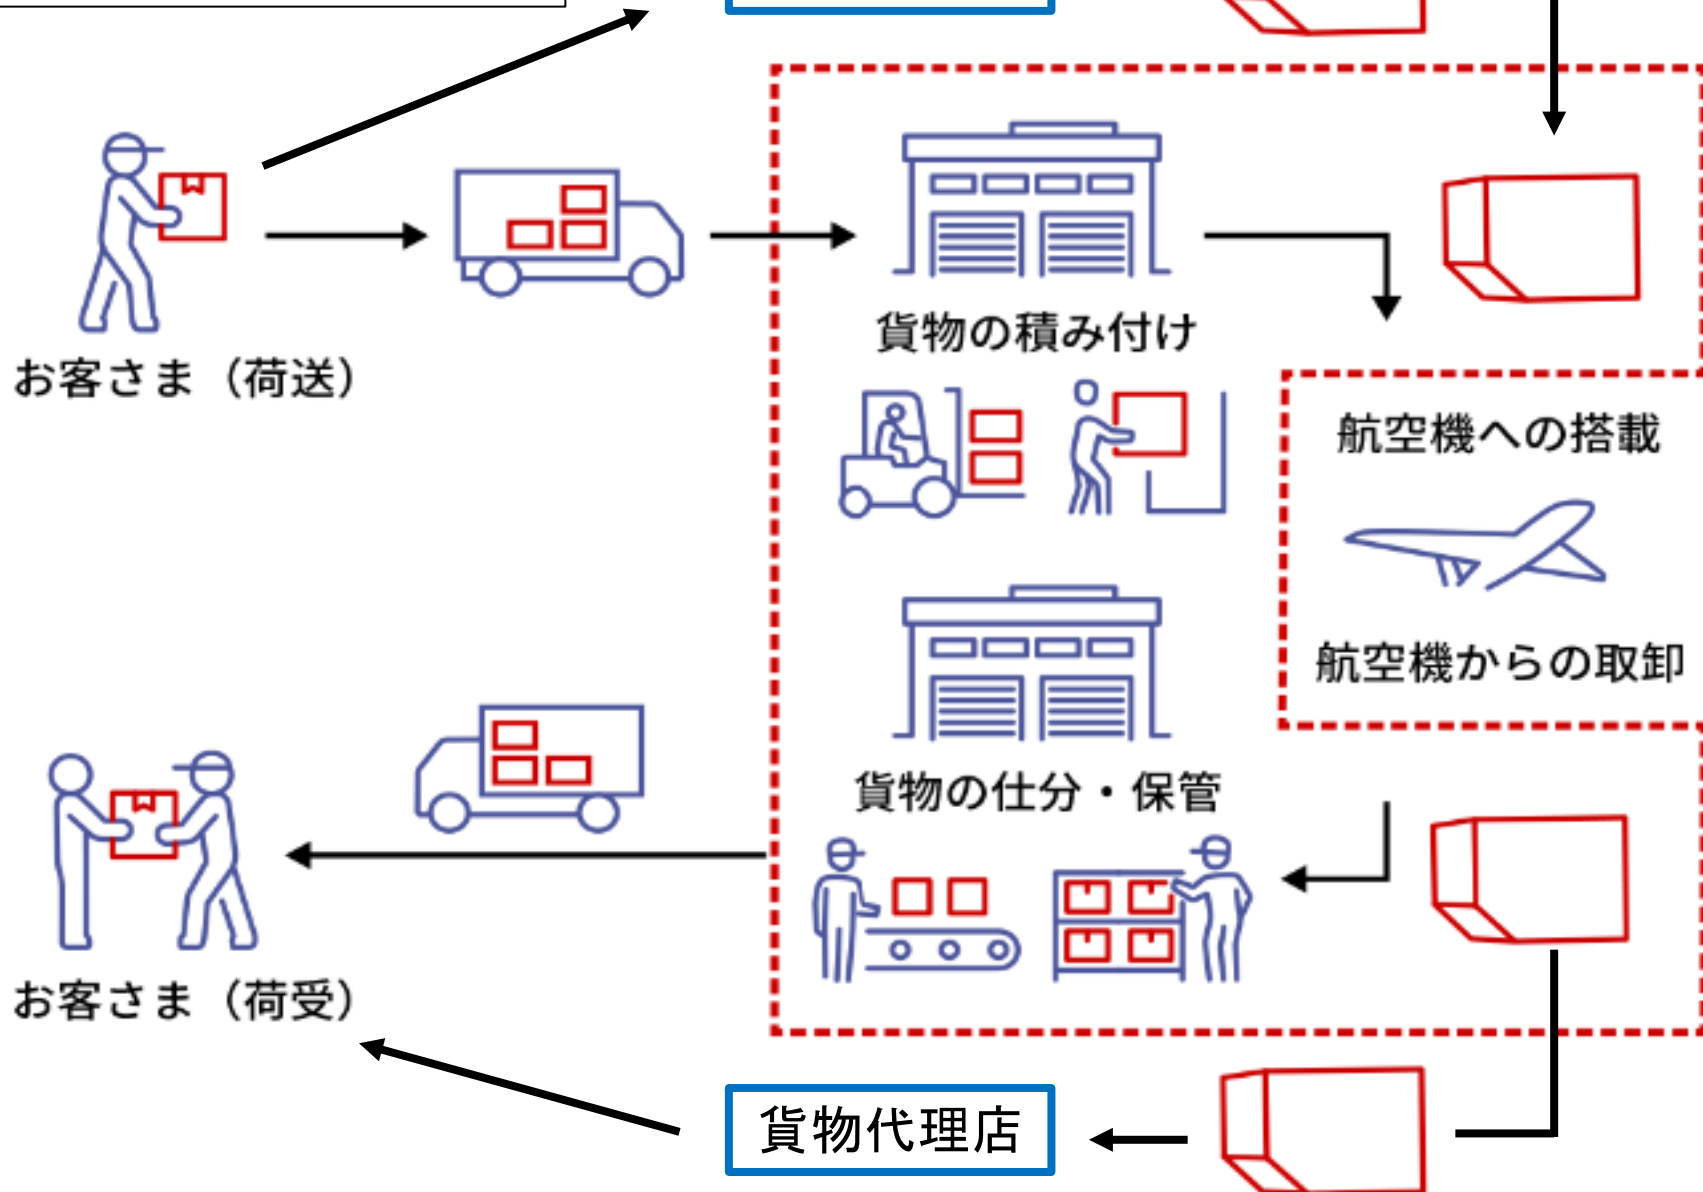 お客さま（荷送）
貨物の積み付け
航空機への搭載
航空機からの取卸
貨物の仕分・保管
お客さま（荷受）
貨物代理店